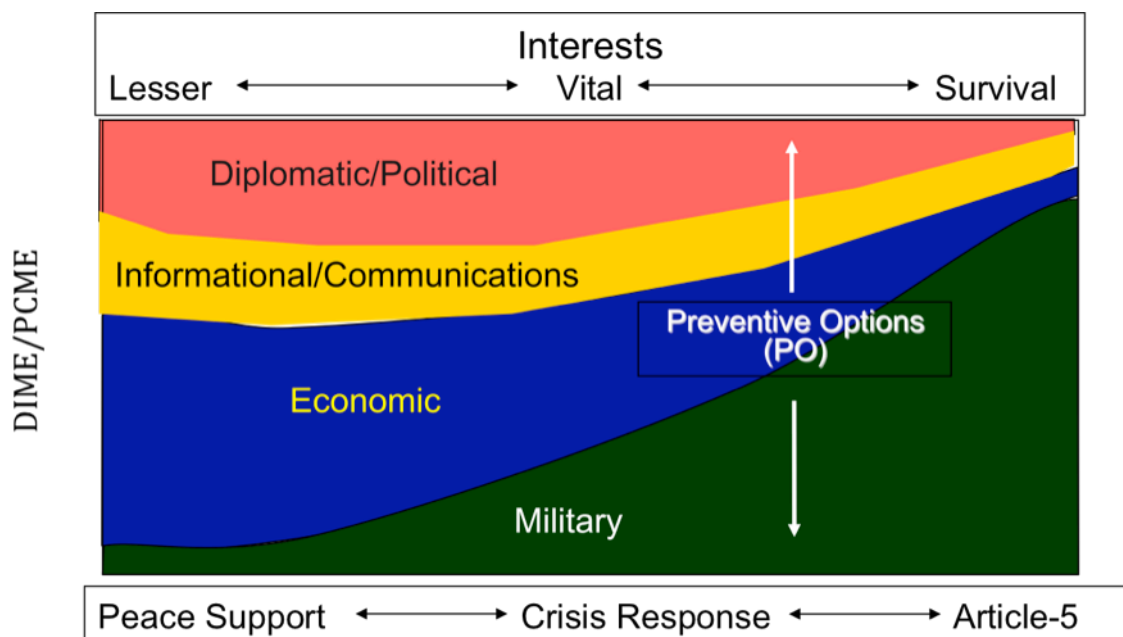 Interests
Lesser Vital Survival
Diplomatic/Political
Informational/Communications
Preventive Options
(PO)
Economic
Military
DIME/PCME
Peace Support Crisis Response Article-5